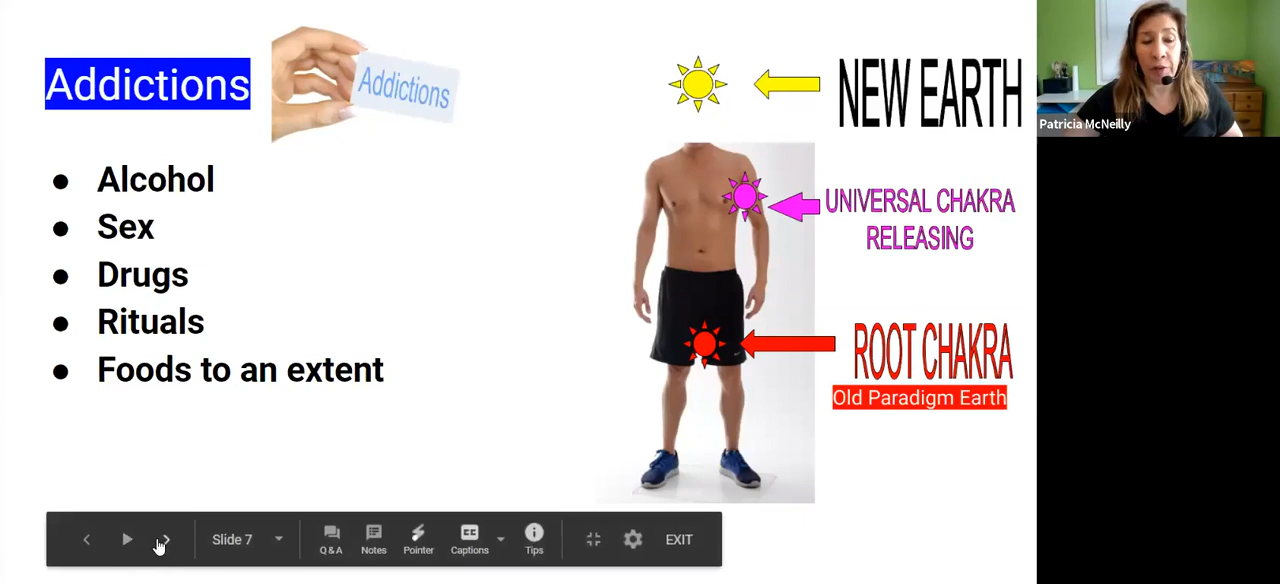 Addictions
Addictions
Alcohol
Sex
Drugs
Rituals
Foods to an extent
NEW EARTH
UNIVERSAL CHAKRA
RELEASING
ROOT CHAKRA
Old Paradigm Earth
Patricia McNeilly
Slide 7
Q & A
Notes
Pointer
CC
Captions
Tips
EXIT